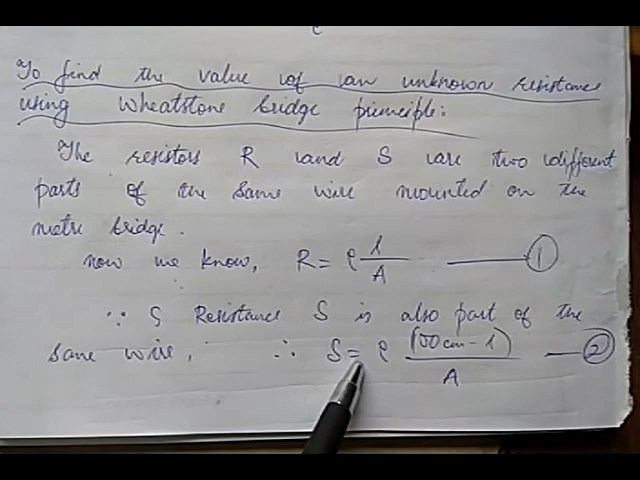 To find the value of an unknown resistance
using Wheatstone bridge principle:
The resistors R and S are two different
parts of the same wire mounted on the
metre bridge.
now we know, R = ρ l/A ——— ①
∵ S Resistance S is also part of the
same wire, ∴ S = ρ (100cm - l)/A — ②